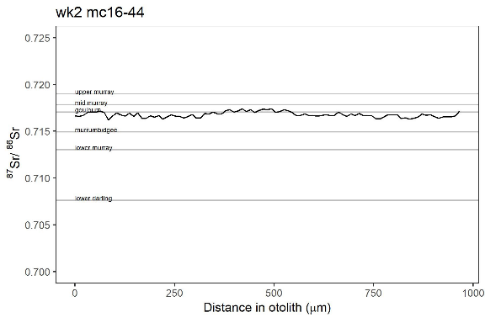 wk2 mc16-44
0.725
0.720
0.715
0.710
0.705
0.700
⁸⁷Sr/ ⁸⁶Sr
upper murray
mid murray
goulburn
murrumbidgee
lower murray
lower darling
0
250
500
750
1000
Distance in otolith (μm)